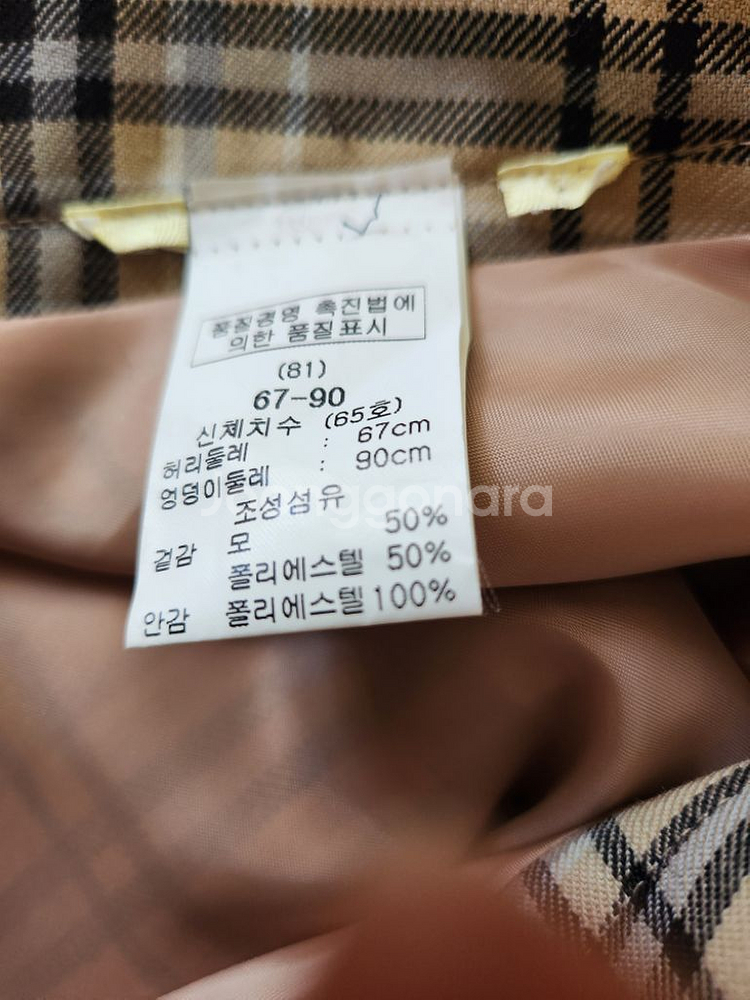 품질경영 촉진법에
의한 품질표시
(81)
67-90
신체치수 (65호)
허리둘레 : 67cm
엉덩이둘레 : 90cm
조성섬유
겉감 모 50%
폴리에스텔 50%
안감 폴리에스텔 100%
Joonggonara